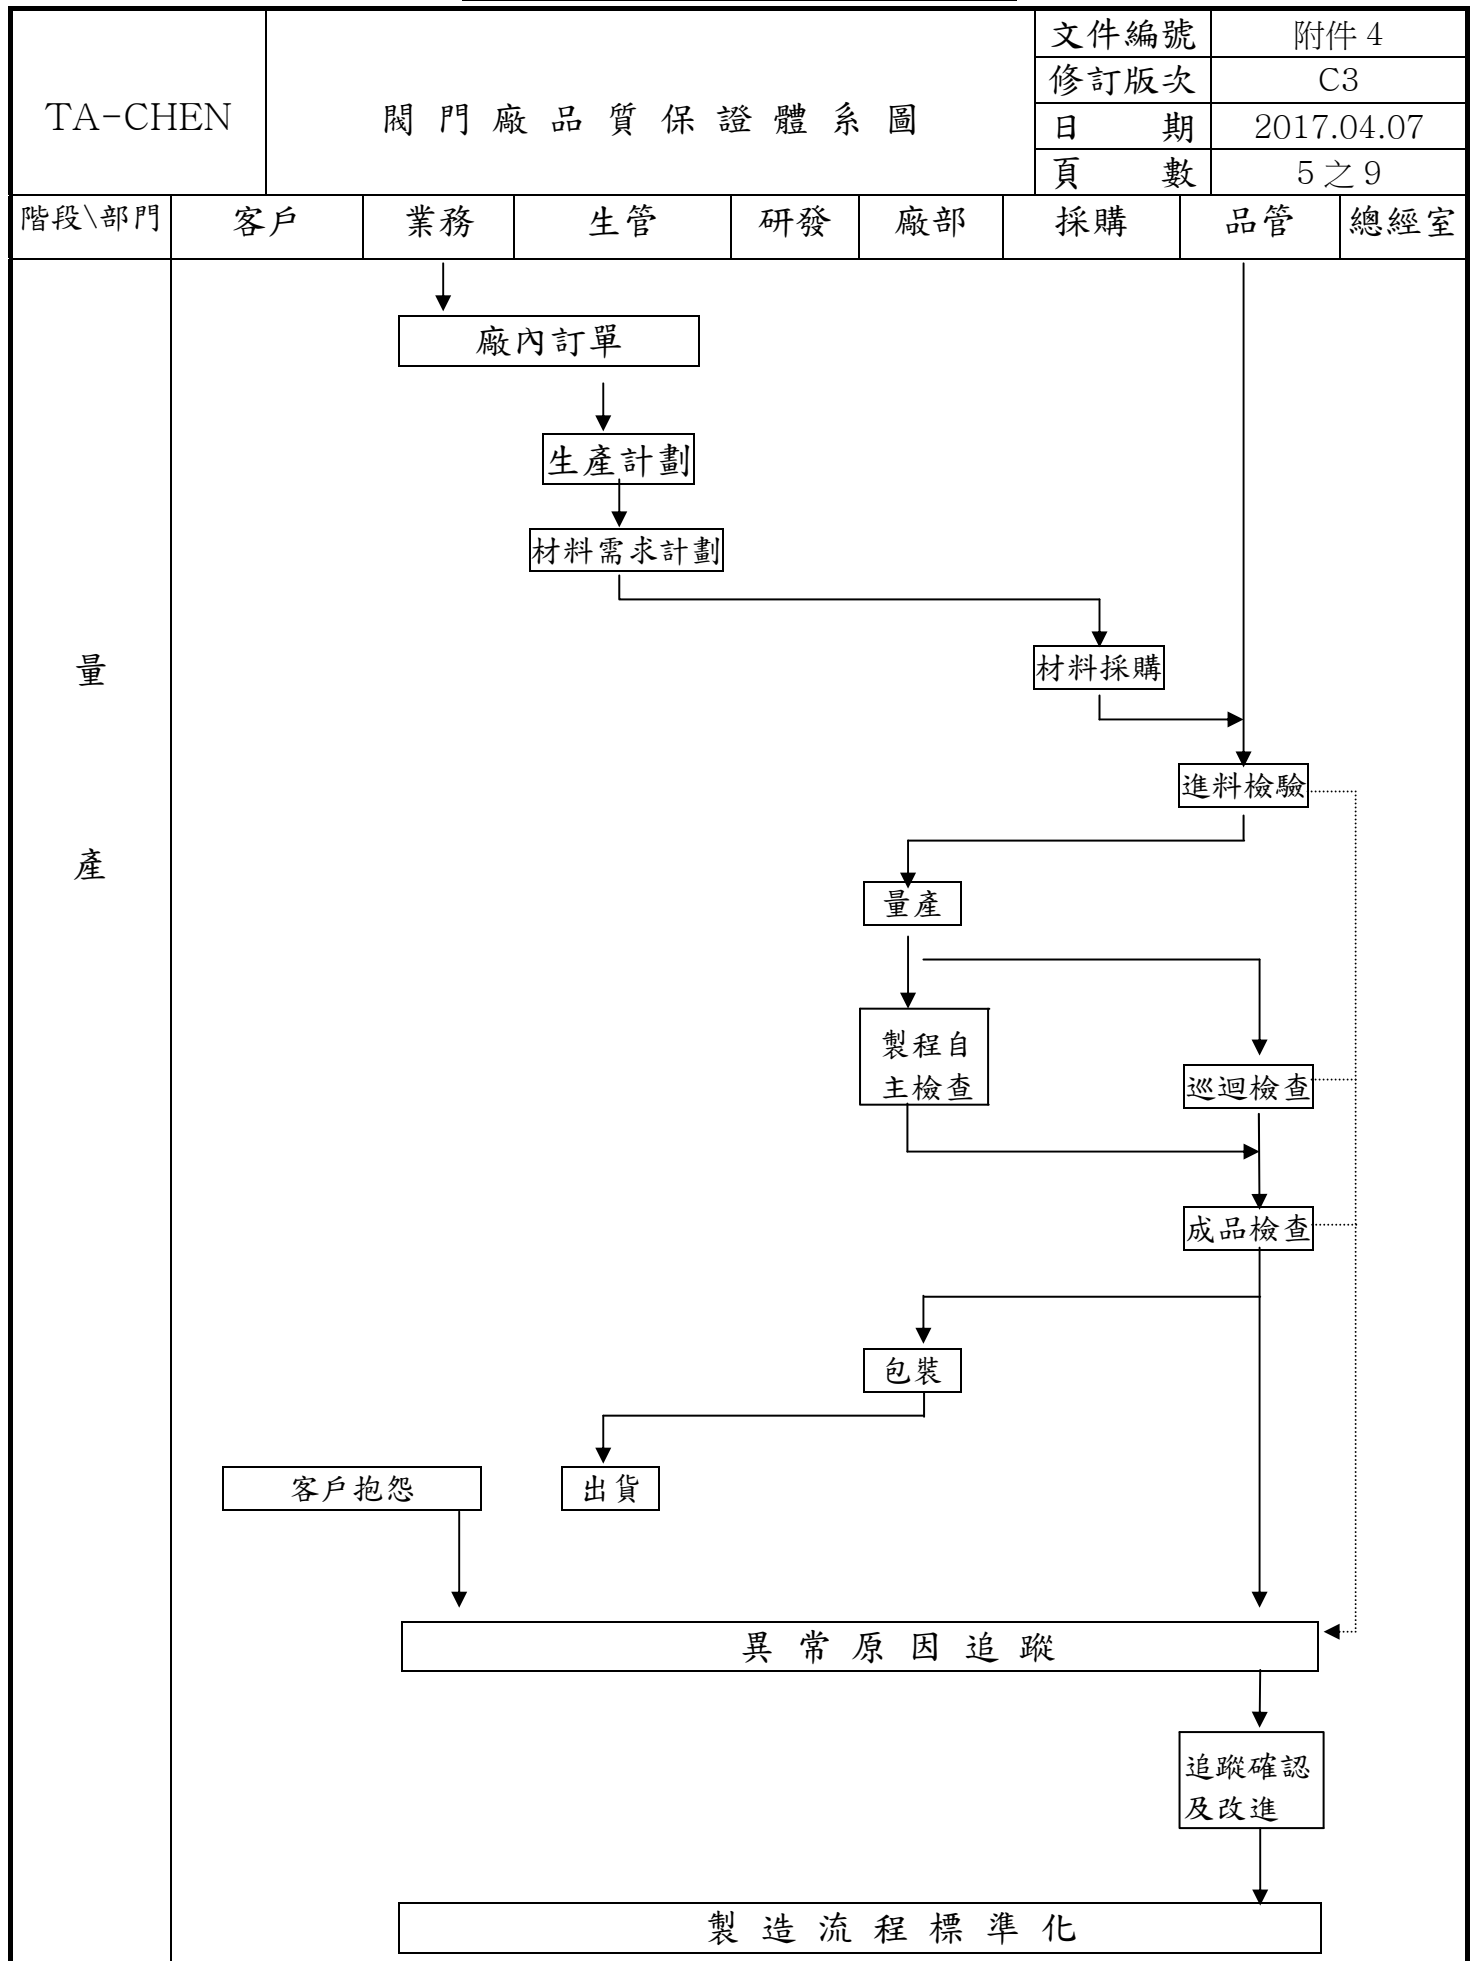 TA-CHEN
閥門廠品質保證體系圖
文件編號 附件 4
修訂版次 C3
日期 2017.04.07
頁數 5 之 9
階段\部門 客戶 業務 生管 研發 廠部 採購 品管 總經室
廠內訂單
生產計劃
材料需求計劃
量
產
材料採購
進料檢驗
量產
製程自
主檢查
巡迴檢查
成品檢查
包裝
客戶抱怨
出貨
異常原因追蹤
追蹤確認
及改進
製造流程標準化